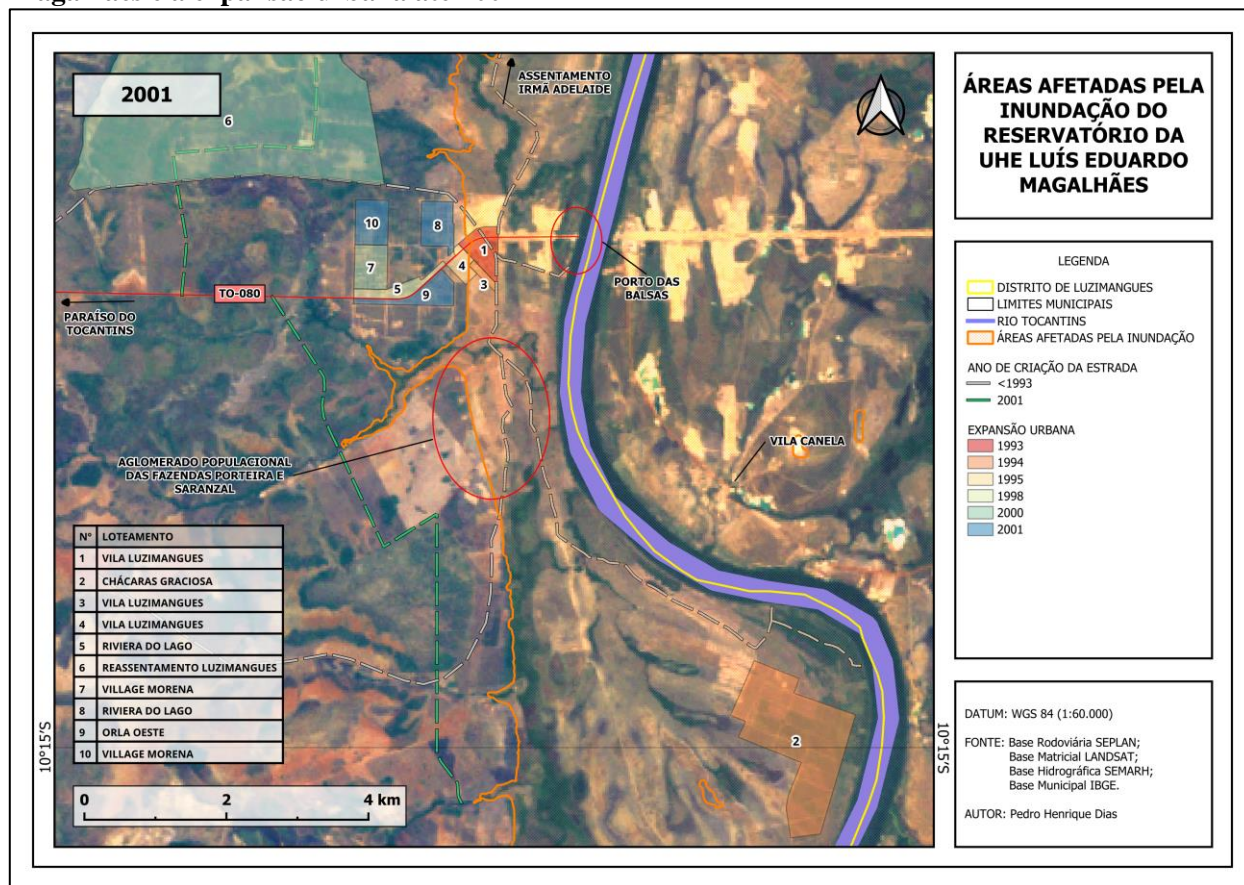 2001
6
ASSENTAMENTO
IRMÃ ADELAIDE
10
8
7
1
4
5
9
3
TO-080
PARAÍSO DO
TOCANTINS
PORTO DAS
BALSAS
VILA CANELA
AGLOMERADO POPULACIONAL
DAS FAZENDAS PORTEIRA E
SARANZAL
2
Nº LOTEAMENTO
1 VILA LUZIMANGUES
2 CHÁCARAS GRACIOSA
3 VILA LUZIMANGUES
4 VILA LUZIMANGUES
5 RIVIERA DO LAGO
6 REASSENTAMENTO LUZIMANGUES
7 VILLAGE MORENA
8 RIVIERA DO LAGO
9 ORLA OESTE
10 VILLAGE MORENA
0 2 4 km
10°15'S
10°15'S
ÁREAS AFETADAS PELA
INUNDAÇÃO DO
RESERVATÓRIO DA
UHE LUÍS EDUARDO
MAGALHÃES
LEGENDA
DISTRITO DE LUZIMANGUES
LIMITES MUNICIPAIS
RIO TOCANTINS
ÁREAS AFETADAS PELA INUNDAÇÃO
ANO DE CRIAÇÃO DA ESTRADA
<1993
2001
EXPANSÃO URBANA
1993
1994
1995
1998
2000
2001
DATUM: WGS 84 (1:60.000)
FONTE: Base Rodoviária SEPLAN;
Base Matricial LANDSAT;
Base Hidrográfica SEMARH;
Base Municipal IBGE.
AUTOR: Pedro Henrique Dias